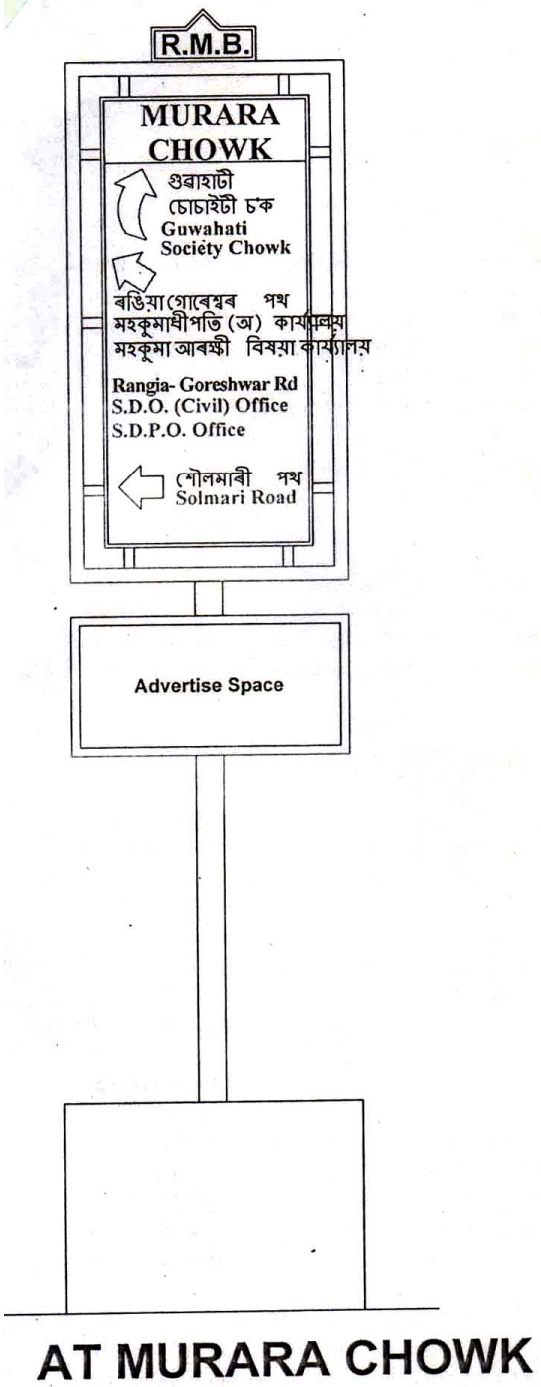 R.M.B.
MURARA
CHOWK
গুৱাহাটী
চোচাইটী চ'ক
Guwahati
Society Chowk
ৰঙিয়া গোৰেশ্বৰ পথ
মহকুমাধীপতি (অ) কাৰ্য্যালয়
মহকুমা আৰক্ষী বিষয়া কাৰ্য্যালয়
Rangia- Goreshwar Rd
S.D.O. (Civil) Office
S.D.P.O. Office
শৌলমাৰী পথ
Solmari Road
Advertise Space
AT MURARA CHOWK